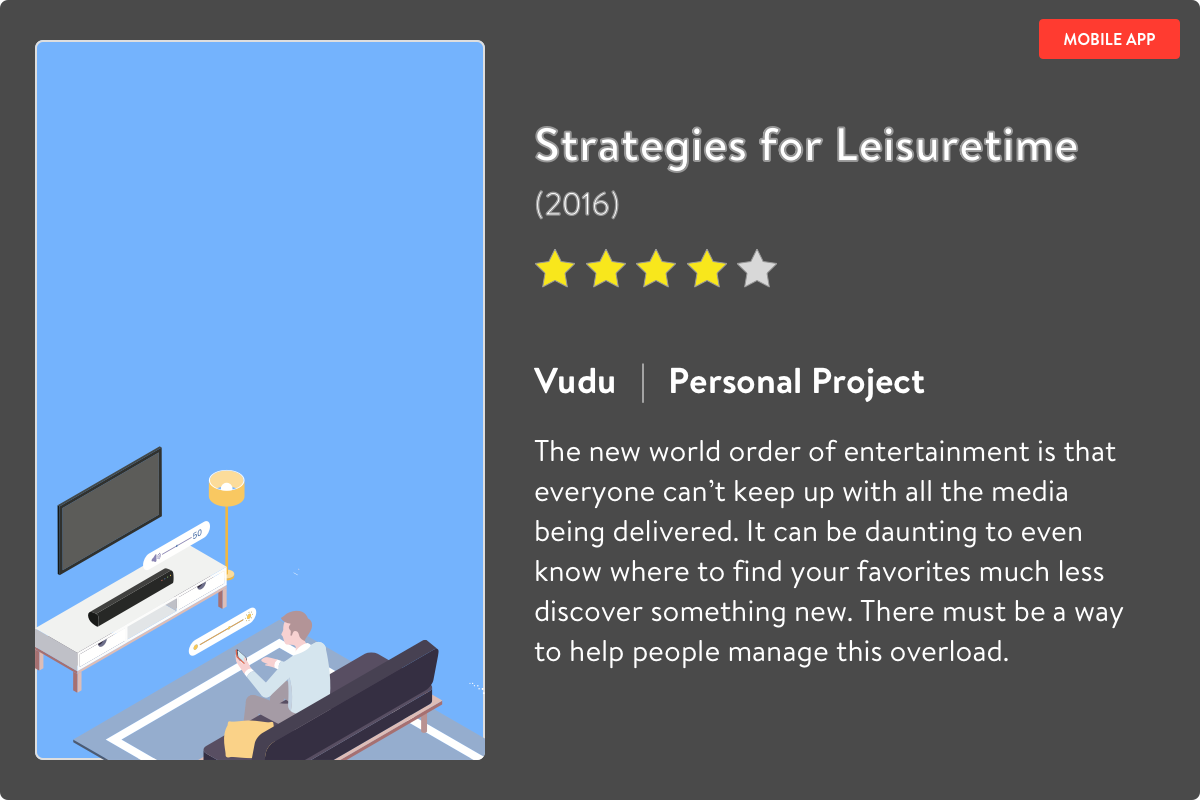 MOBILE APP
Strategies for Leisuretime
(2016)
Vudu | Personal Project
The new world order of entertainment is that
everyone can’t keep up with all the media
being delivered. It can be daunting to even
know where to find your favorites much less
discover something new. There must be a way
to help people manage this overload.
50